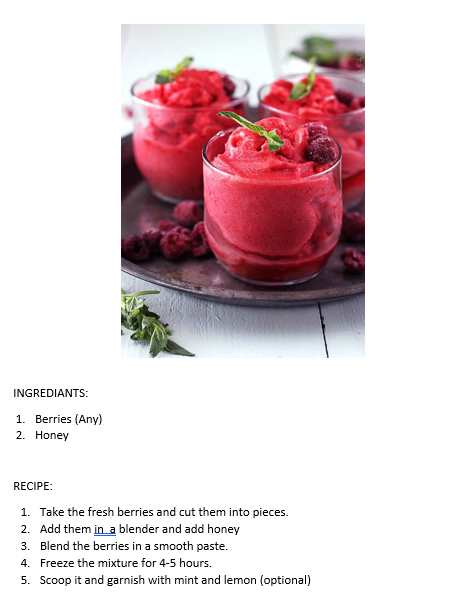 INGREDIANTS:
1. Berries (Any)
2. Honey
RECIPE:
1. Take the fresh berries and cut them into pieces.
2. Add them in a blender and add honey
3. Blend the berries in a smooth paste.
4. Freeze the mixture for 4-5 hours.
5. Scoop it and garnish with mint and lemon (optional)